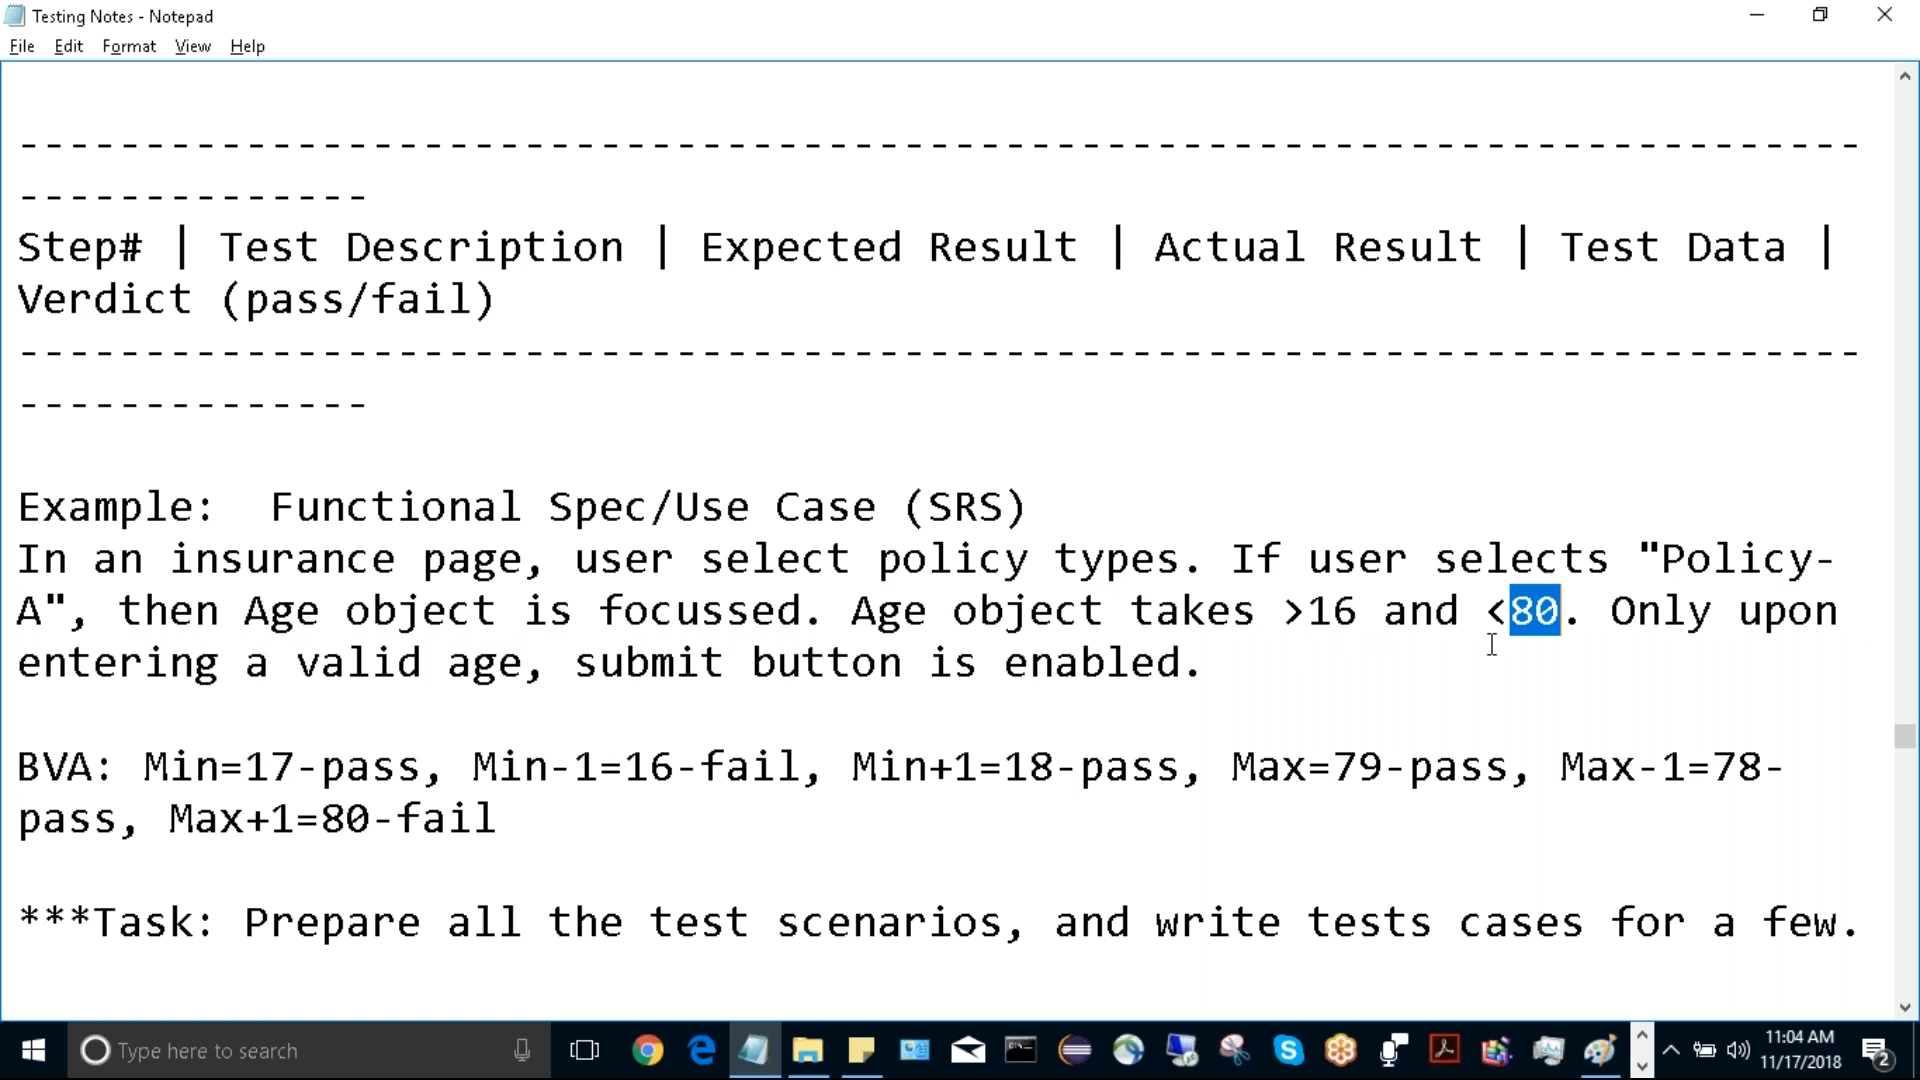 Testing Notes - Notepad
File Edit Format View Help
-------------------------------------------------------------------------
--------------
Step# | Test Description | Expected Result | Actual Result | Test Data |
Verdict (pass/fail)
-------------------------------------------------------------------------
--------------
Example:  Functional Spec/Use Case (SRS)
In an insurance page, user select policy types. If user selects "Policy-
A", then Age object is focussed. Age object takes >16 and <80. Only upon
entering a valid age, submit button is enabled.
BVA: Min=17-pass, Min-1=16-fail, Min+1=18-pass, Max=79-pass, Max-1=78-
pass, Max+1=80-fail
***Task: Prepare all the test scenarios, and write tests cases for a few.
Type here to search
11:04 AM
11/17/2018
2